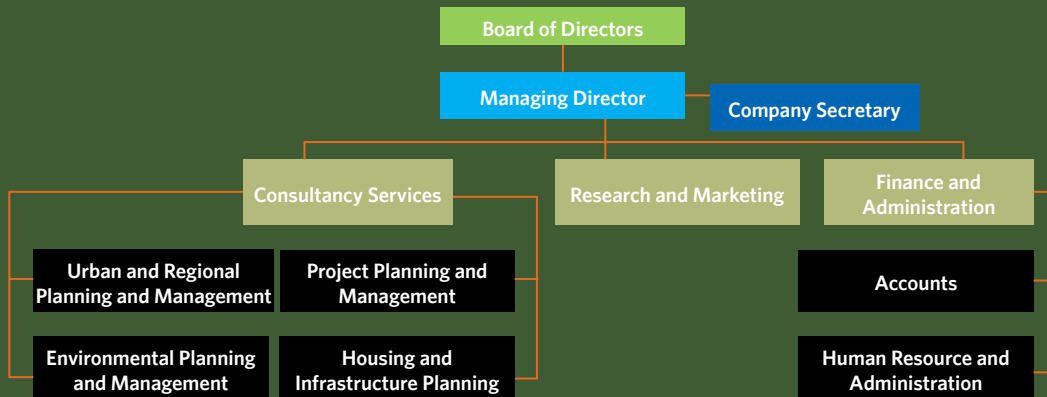 Board of Directors
Managing Director
Company Secretary
Consultancy Services
Research and Marketing
Finance and
Administration
Urban and Regional
Planning and Management
Project Planning and
Management
Accounts
Environmental Planning
and Management
Housing and
Infrastructure Planning
Human Resource and
Administration